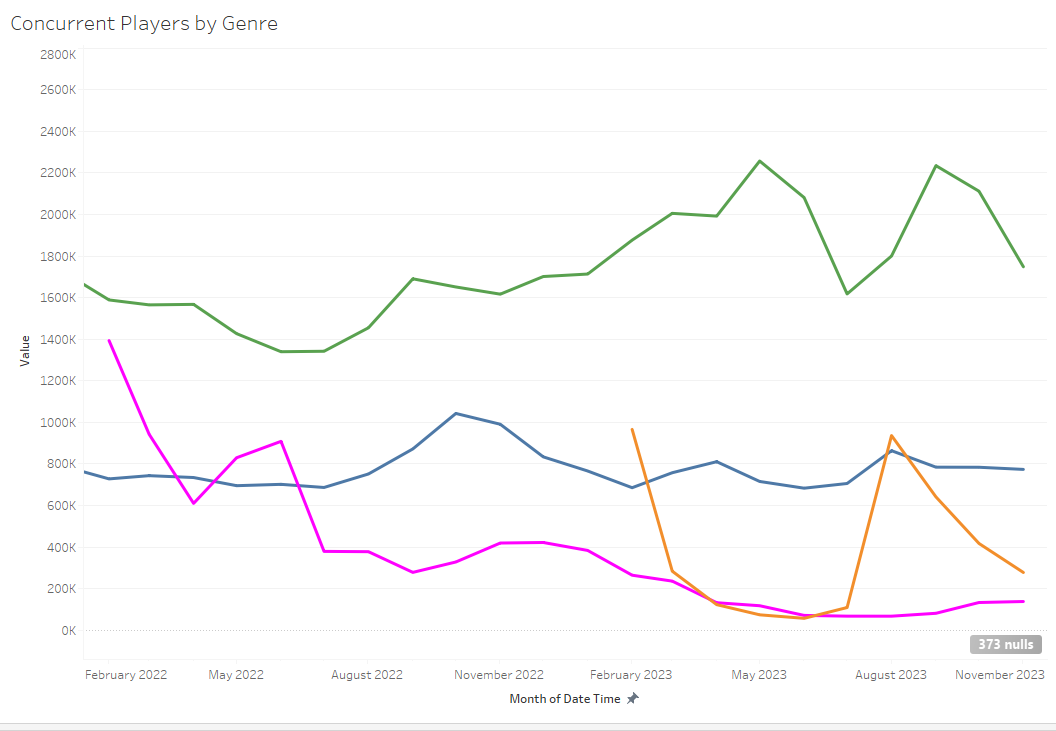 Concurrent Players by Genre
2800K
2600K
2400K
2200K
2000K
1800K
1600K
1400K
1200K
1000K
800K
600K
400K
200K
0K
Value
373 nulls
February 2022 May 2022 August 2022 November 2022 February 2023 May 2023 August 2023 November 2023
Month of Date Time